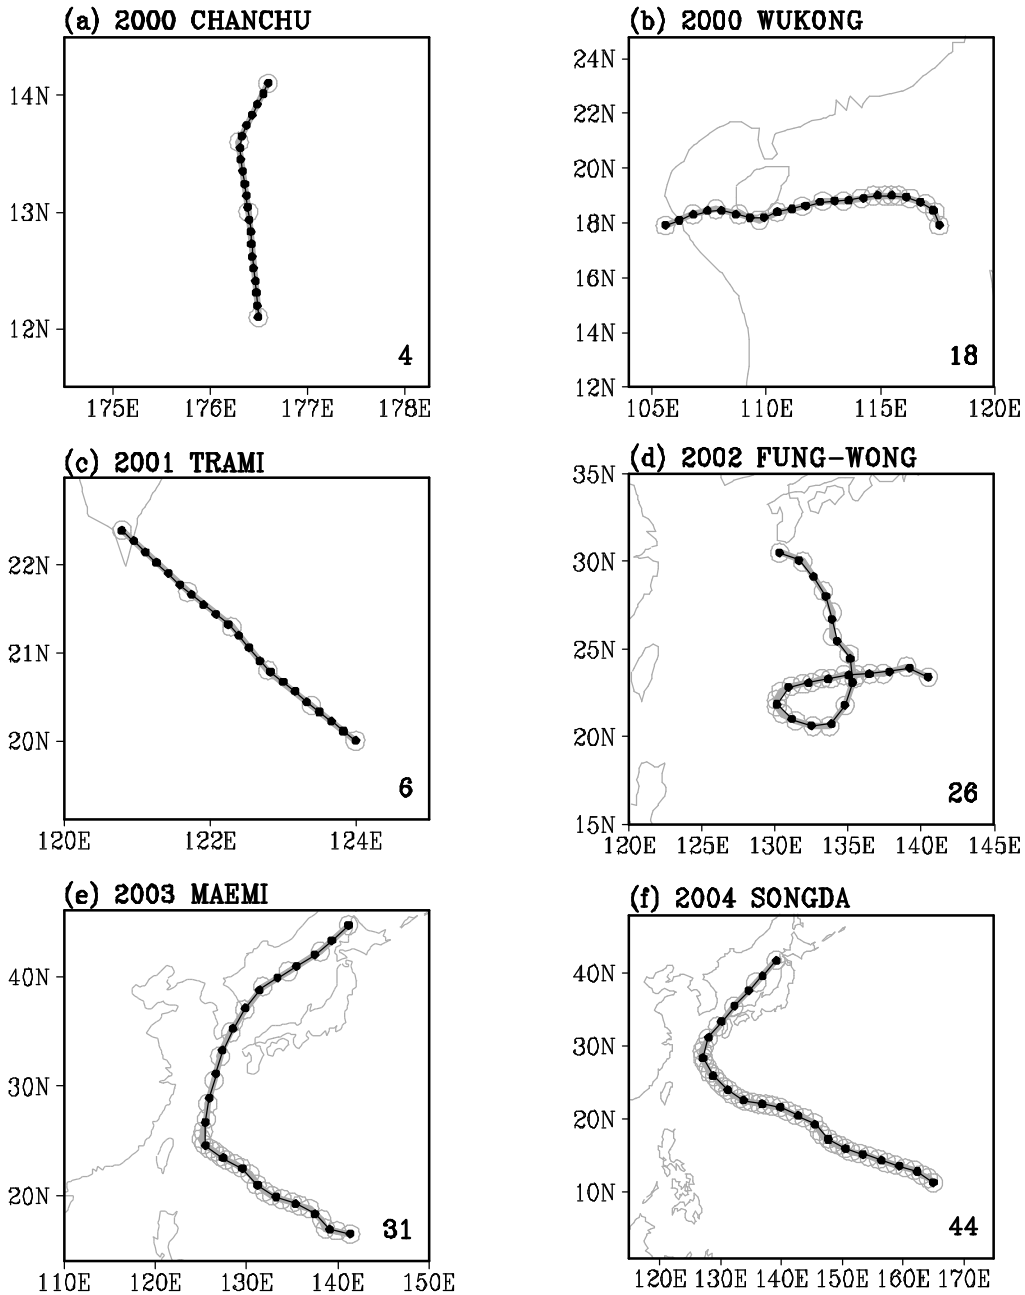 (a) 2000 CHANCHU
14N
13N
12N
4
175E 176E 177E 178E
(b) 2000 WUKONG
24N
22N
20N
18N
16N
14N
12N
18
105E 110E 115E 120E
(c) 2001 TRAMI
22N
21N
20N
6
120E 122E 124E
(d) 2002 FUNG-WONG
35N
30N
25N
20N
15N
26
120E 125E 130E 135E 140E 145E
(e) 2003 MAEMI
40N
30N
20N
31
110E 120E 130E 140E 150E
(f) 2004 SONGDA
40N
30N
20N
10N
44
120E 130E 140E 150E 160E 170E